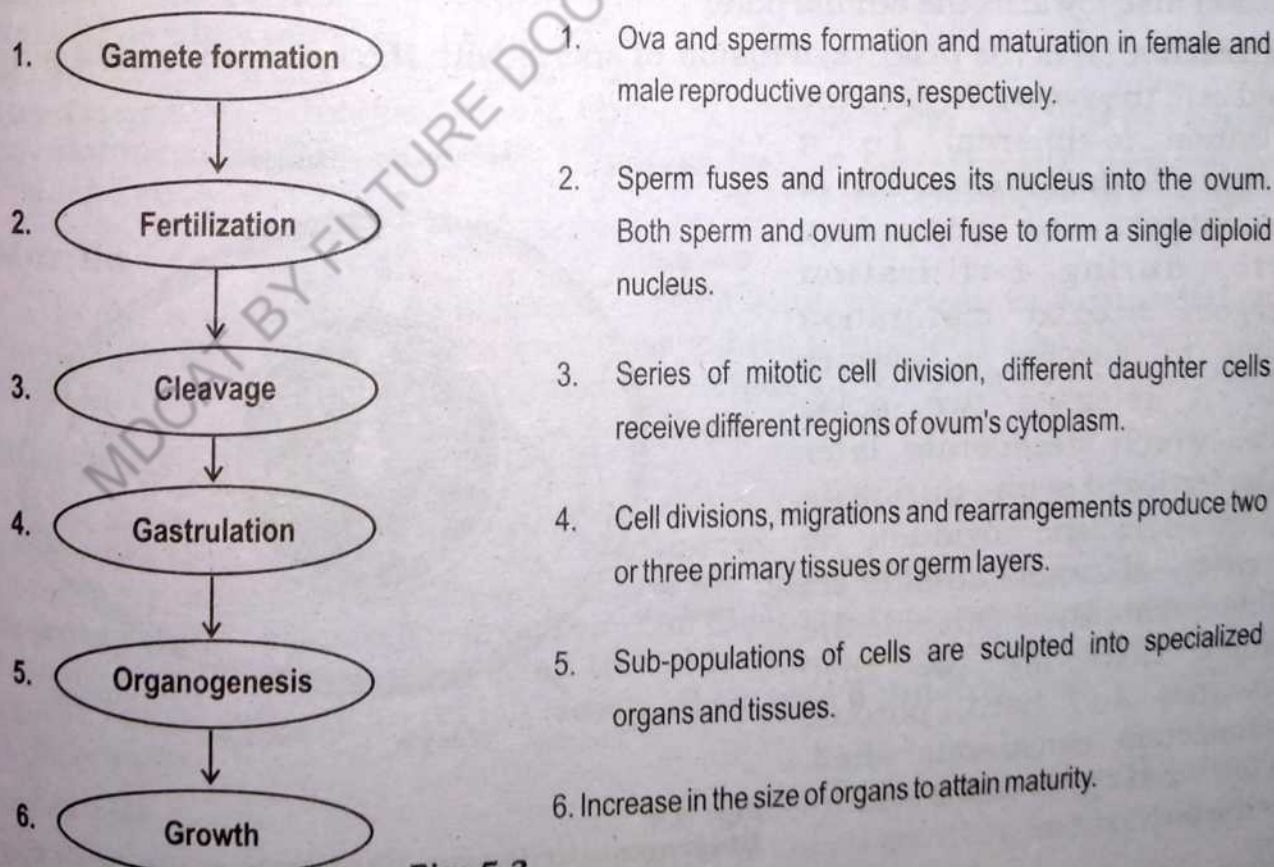 1. Gamete formation
1. Ova and sperms formation and maturation in female and
male reproductive organs, respectively.
2. Fertilization
2. Sperm fuses and introduces its nucleus into the ovum.
Both sperm and ovum nuclei fuse to form a single diploid
nucleus.
3. Cleavage
3. Series of mitotic cell division, different daughter cells
receive different regions of ovum's cytoplasm.
4. Gastrulation
4. Cell divisions, migrations and rearrangements produce two
or three primary tissues or germ layers.
5. Organogenesis
5. Sub-populations of cells are sculpted into specialized
organs and tissues.
6. Growth
6. Increase in the size of organs to attain maturity.
MDCAT BY FUTURE DOC